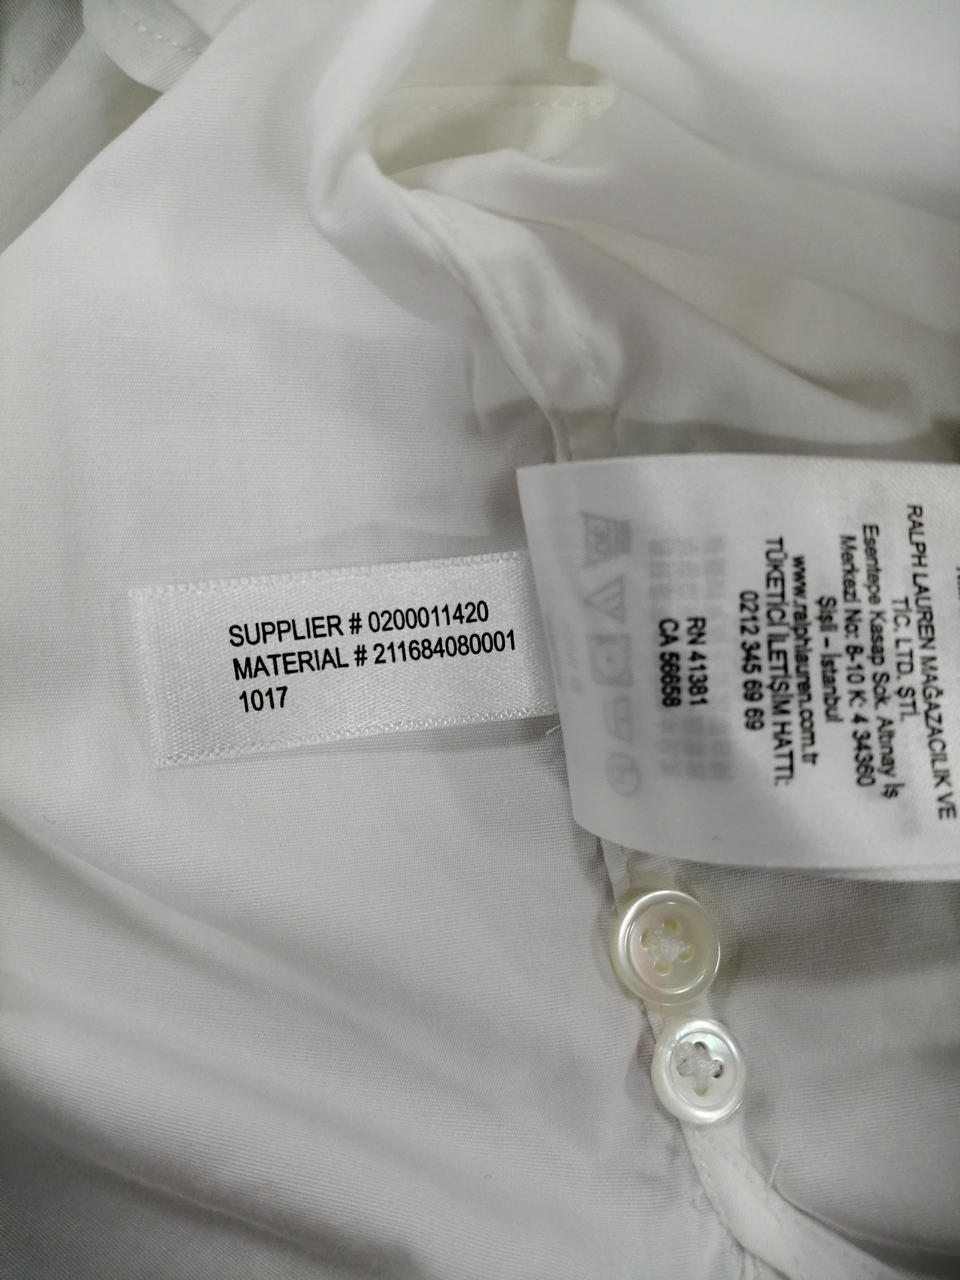 SUPPLIER # 0200011420
MATERIAL # 211684080001
1017
RALPH LAUREN MAĞAZACILIK VE
TİC. LTD. ŞTİ.
Esentepe Kasap Sok. Altınay İş
Merkezi No: 8-10 K: 4 34360
Şişli - İstanbul
www.ralphlauren.com.tr
TÜKETİCİ İLETİŞİM HATTI:
0212 345 69 69
RN 41381
CA 56658